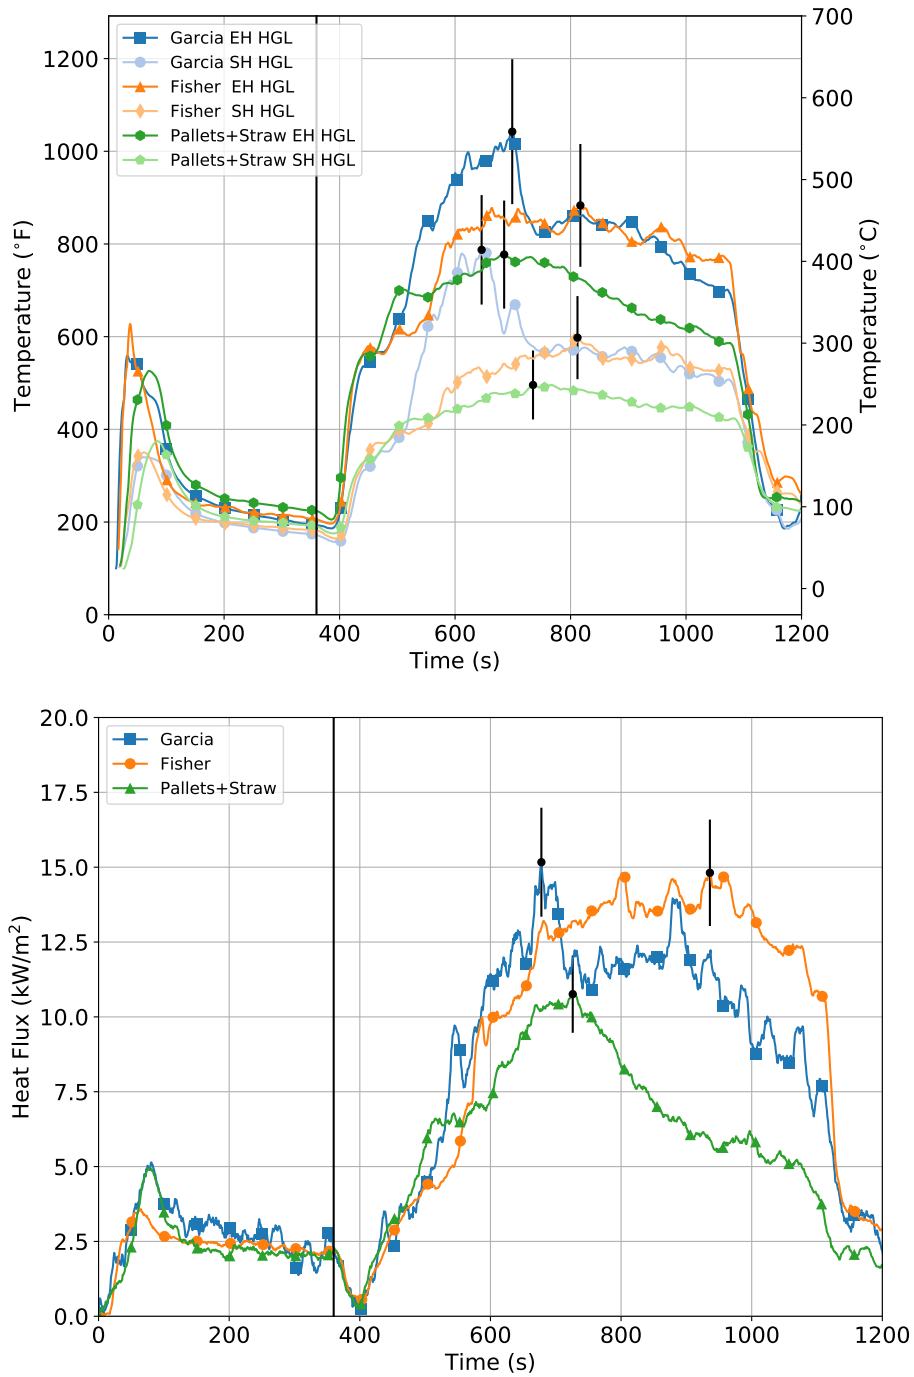 700
1200
Garcia EH HGL
Garcia SH HGL
Fisher  EH HGL
Fisher  SH HGL
Pallets+Straw EH HGL
Pallets+Straw SH HGL
600
1000
500
800
400
600
300
400
200
200
100
0
0
Temperature (°F)
Temperature (°C)
0 200 400 600 800 1000 1200
Time (s)
20.0
Garcia
Fisher
Pallets+Straw
17.5
15.0
12.5
10.0
7.5
5.0
2.5
0.0
Heat Flux (kW/m²)
0 200 400 600 800 1000 1200
Time (s)